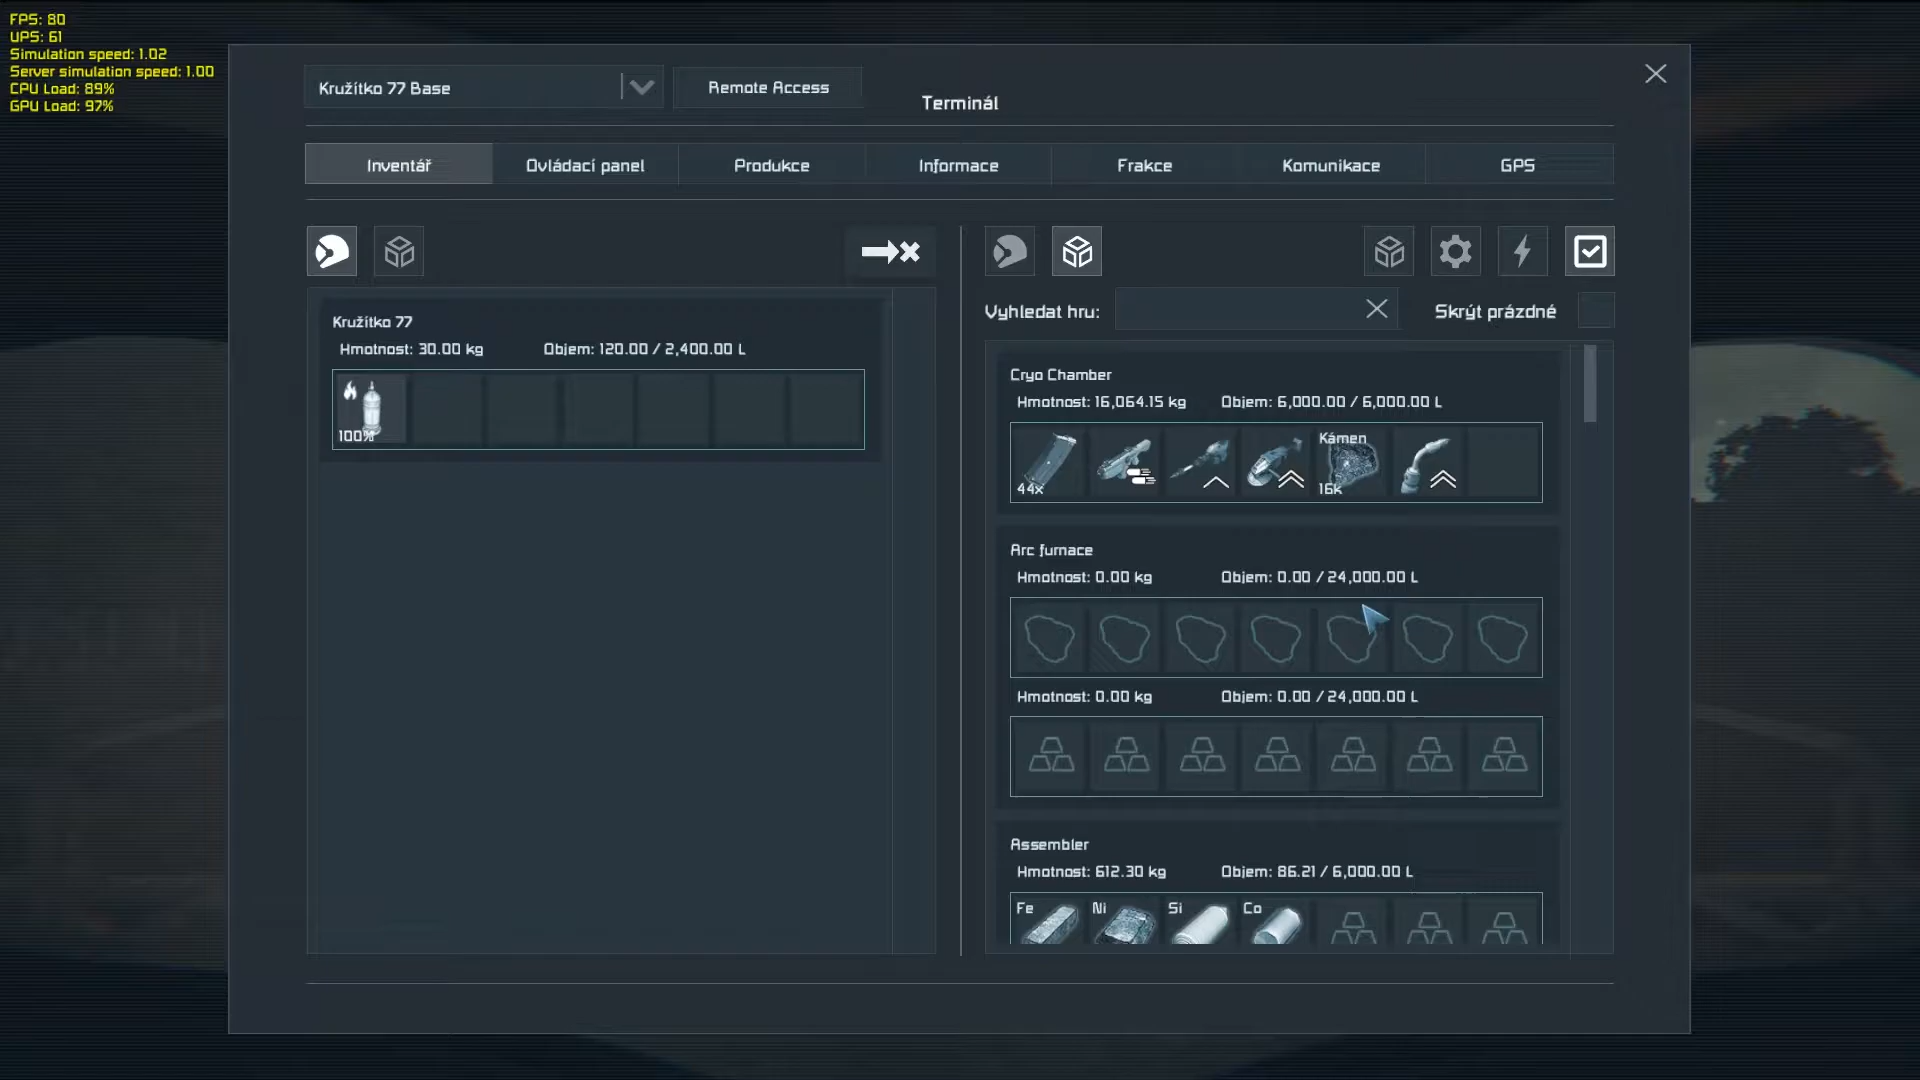 FPS: 80
UPS: 61
Simulation speed: 1.02
Server simulation speed: 1.00
CPU Load: 89%
GPU Load: 97%
Kružítko 77 Base
Remote Access
Terminál
Inventář
Ovládací panel
Produkce
Informace
Frakce
Komunikace
GPS
Vyhledat hru:
Skrýt prázdné
Kružítko 77
Hmotnost: 30.00 kg
Objem: 120.00 / 2,400.00 L
100%
Cryo Chamber
Hmotnost: 16,064.15 kg
Objem: 6,000.00 / 6,000.00 L
44x
Kámen
16k
Arc furnace
Hmotnost: 0.00 kg
Objem: 0.00 / 24,000.00 L
Hmotnost: 0.00 kg
Objem: 0.00 / 24,000.00 L
Assembler
Hmotnost: 612.30 kg
Objem: 86.21 / 6,000.00 L
Fe
Ni
Si
Co